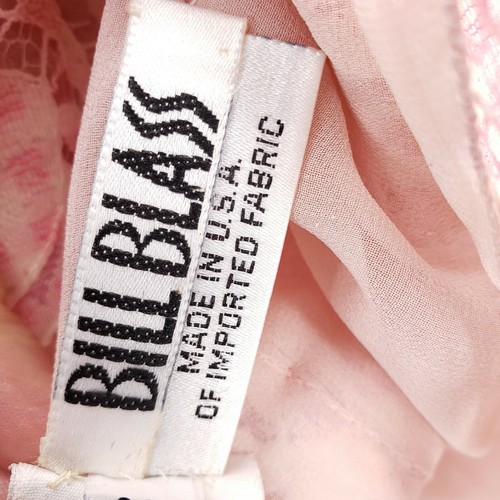 BILL BLASS
MADE IN U.S.A.
OF IMPORTED FABRIC